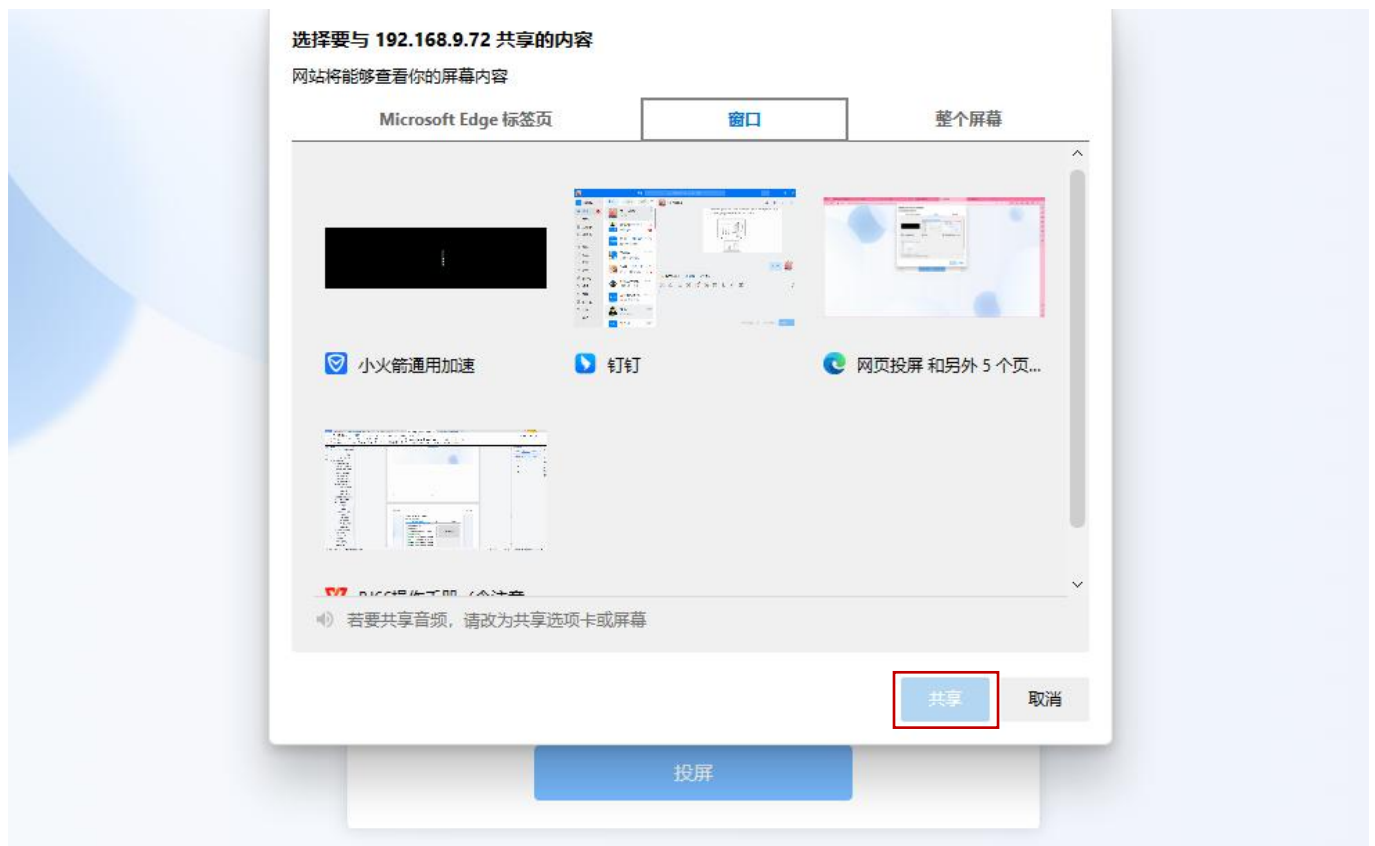 选择要与 192.168.9.72 共享的内容
网站将能够查看你的屏幕内容
Microsoft Edge 标签页
窗口
整个屏幕
小火箭通用加速
钉钉
网页投屏 和另外 5 个页...
若要共享音频，请改为共享选项卡或屏幕
共享
取消
投屏